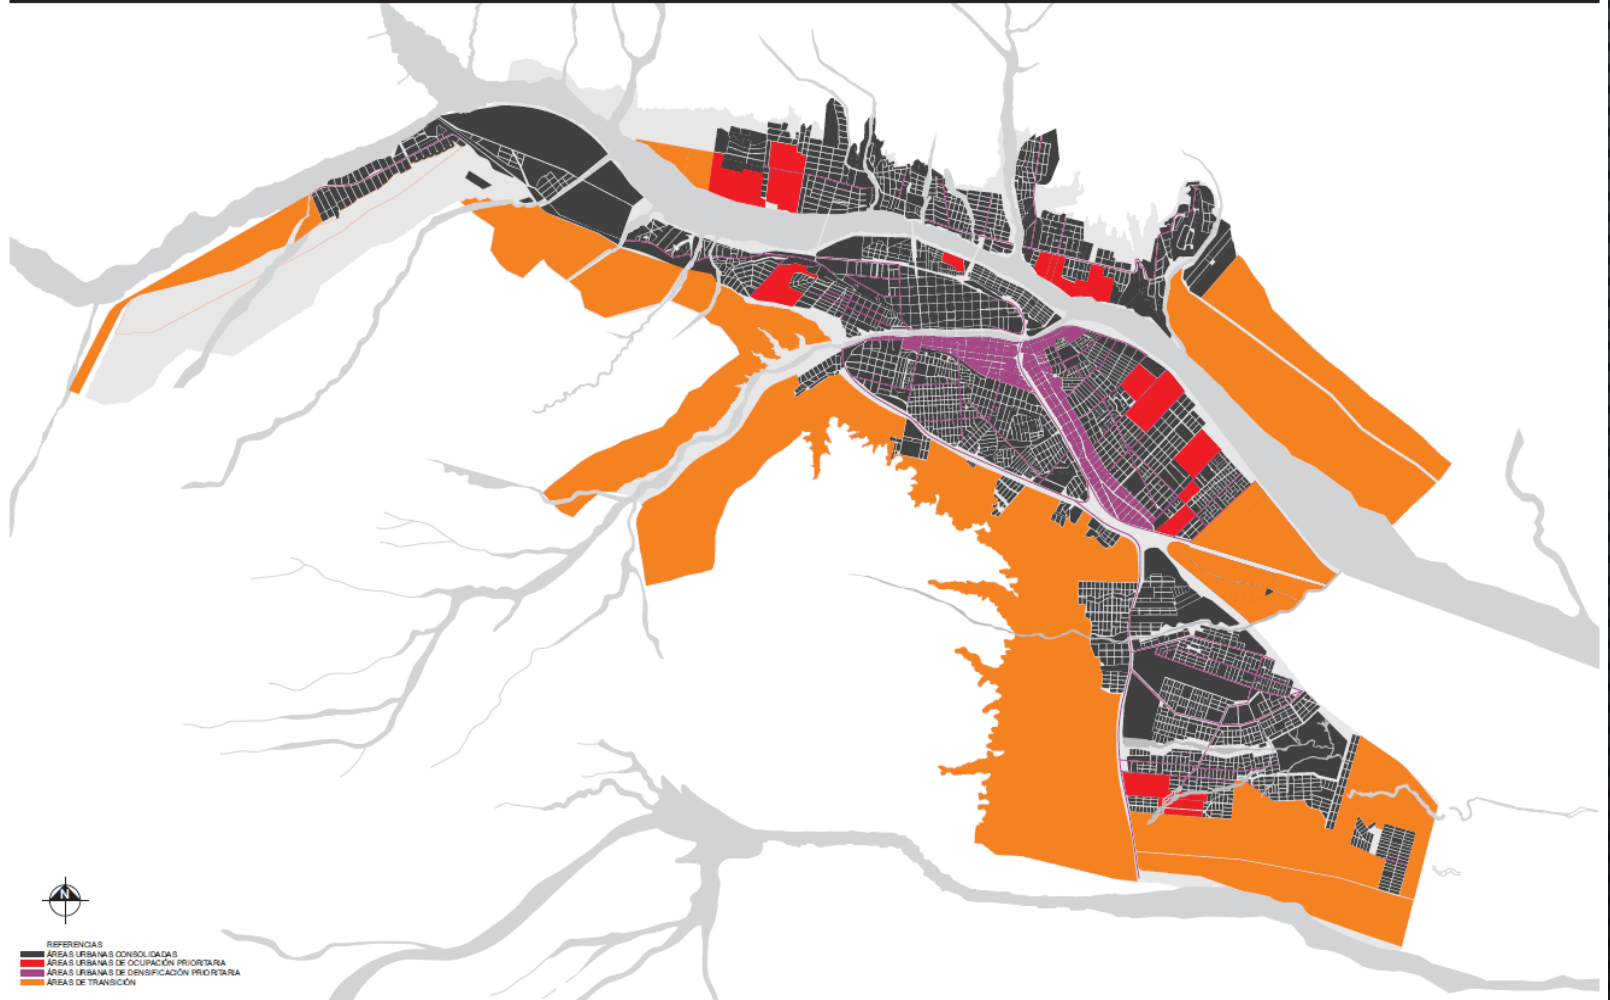 N
REFERENCIAS
ÁREAS URBANAS CONSOLIDADAS
ÁREAS URBANAS DE OCUPACIÓN PRIORITARIA
ÁREAS URBANAS DE DENSIFICACIÓN PRIORITARIA
ÁREAS DE TRANSICIÓN